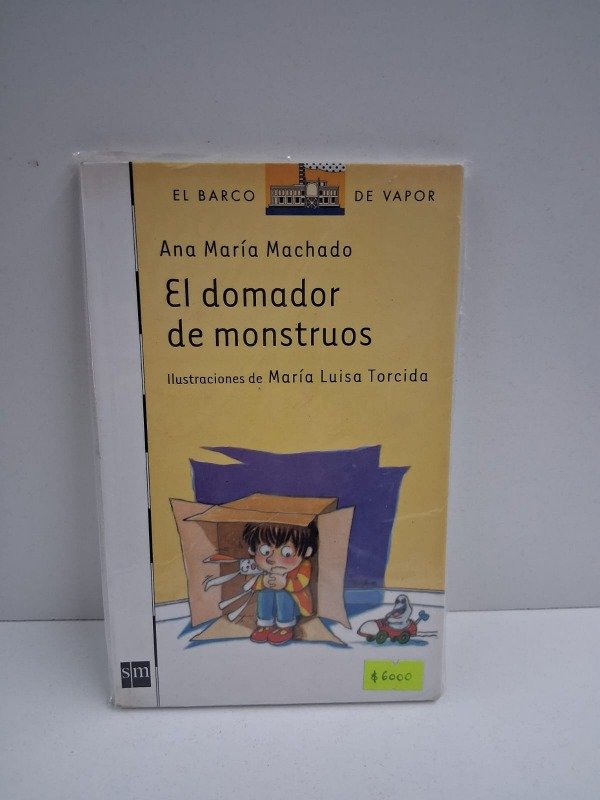 EL BARCO DE VAPOR
Ana María Machado
El domador
de monstruos
Ilustraciones de María Luisa Torcida
sm
$6000